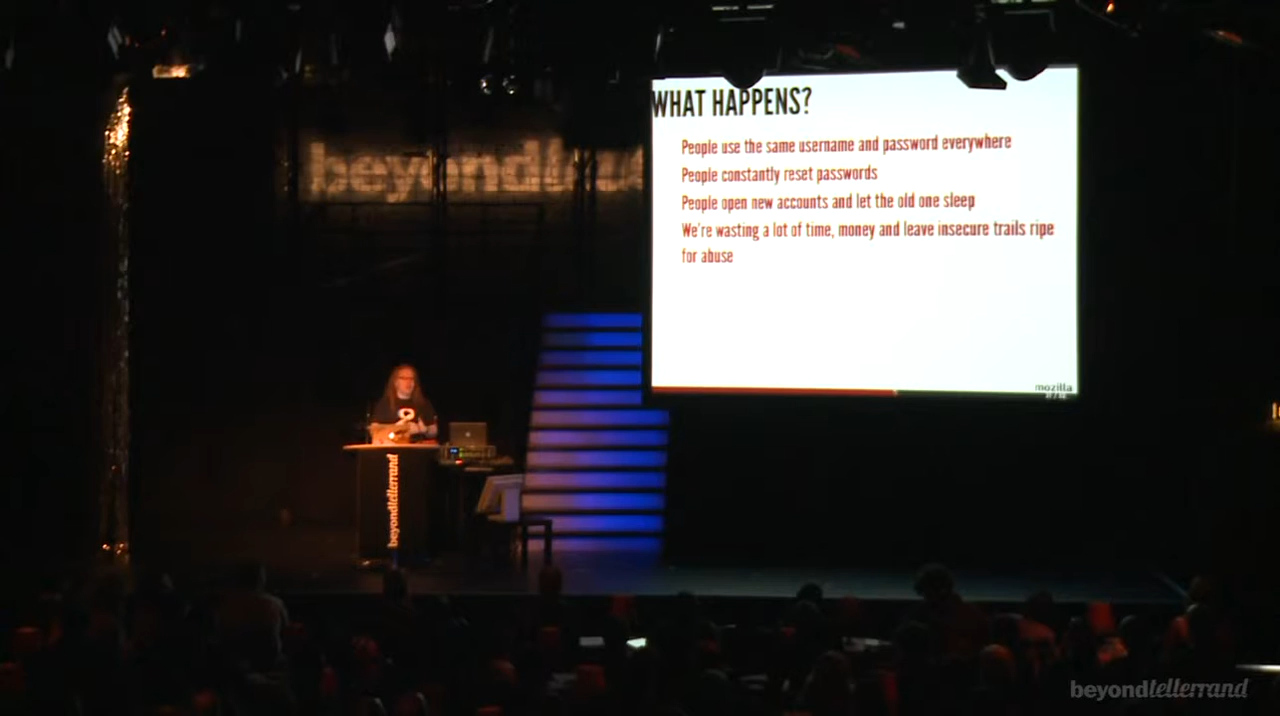 WHAT HAPPENS?
People use the same username and password everywhere
People constantly reset passwords
People open new accounts and let the old one sleep
We're wasting a lot of time, money and leave insecure trails ripe
for abuse
mozilla
beyond
beyondtellerrand
beyondtellerrand